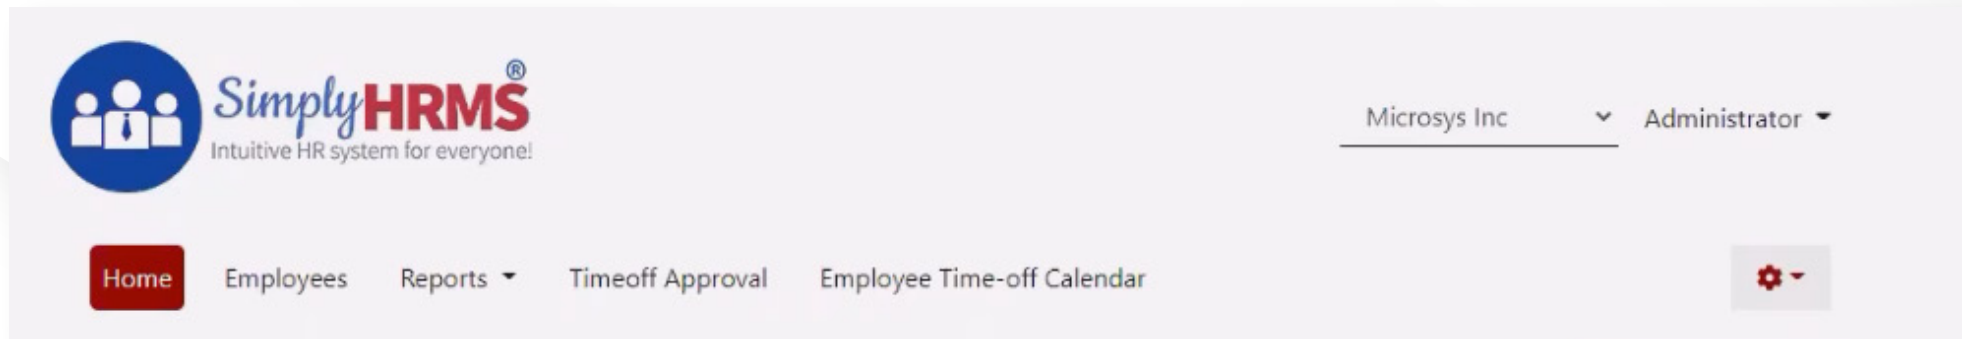 SimplyHRMS®
Intuitive HR system for everyone!
Microsys Inc Administrator
Home Employees Reports Timeoff Approval Employee Time-off Calendar